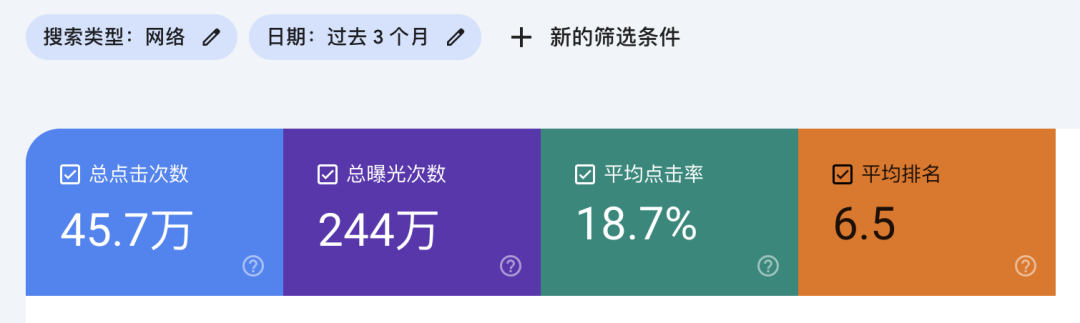 搜索类型：网络 日期：过去 3 个月 新的筛选条件
总点击次数 总曝光次数 平均点击率 平均排名
45.7万 244万 18.7% 6.5